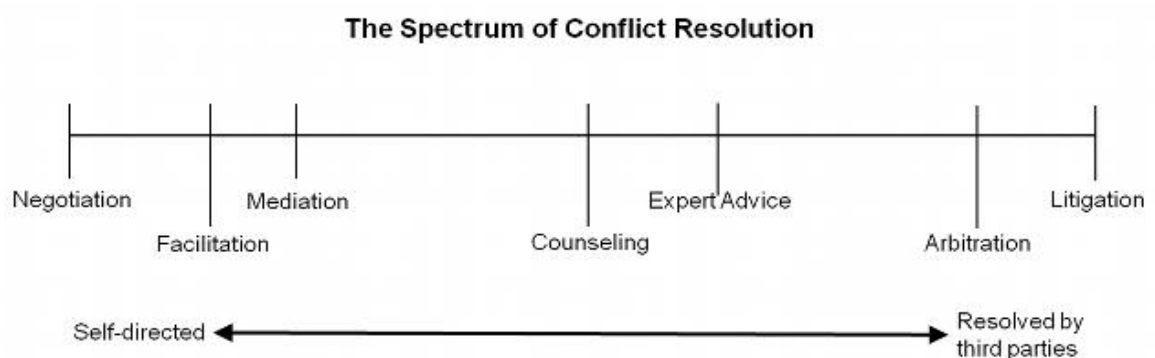 The Spectrum of Conflict Resolution
Negotiation
Facilitation
Mediation
Counseling
Expert Advice
Arbitration
Litigation
Self-directed
Resolved by
third parties